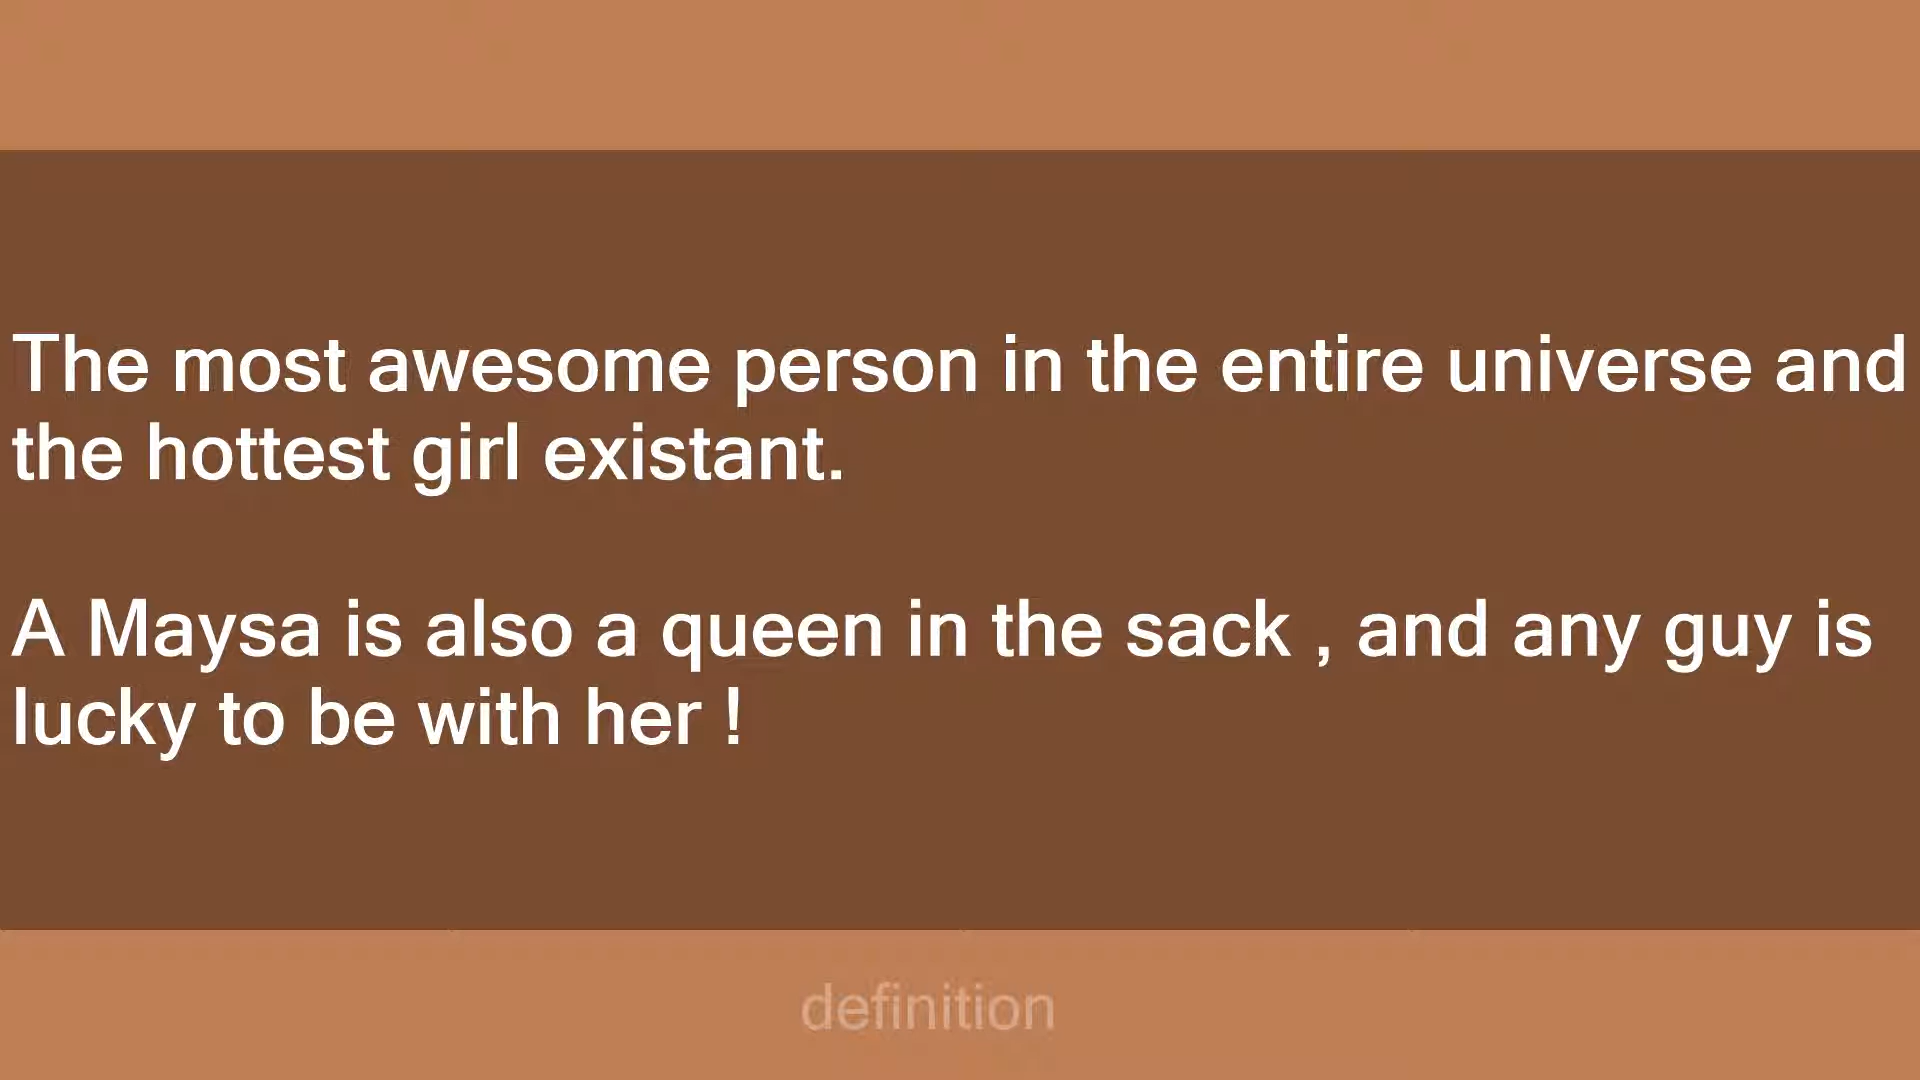 The most awesome person in the entire universe and
the hottest girl existant.
A Maysa is also a queen in the sack , and any guy is
lucky to be with her !
definition